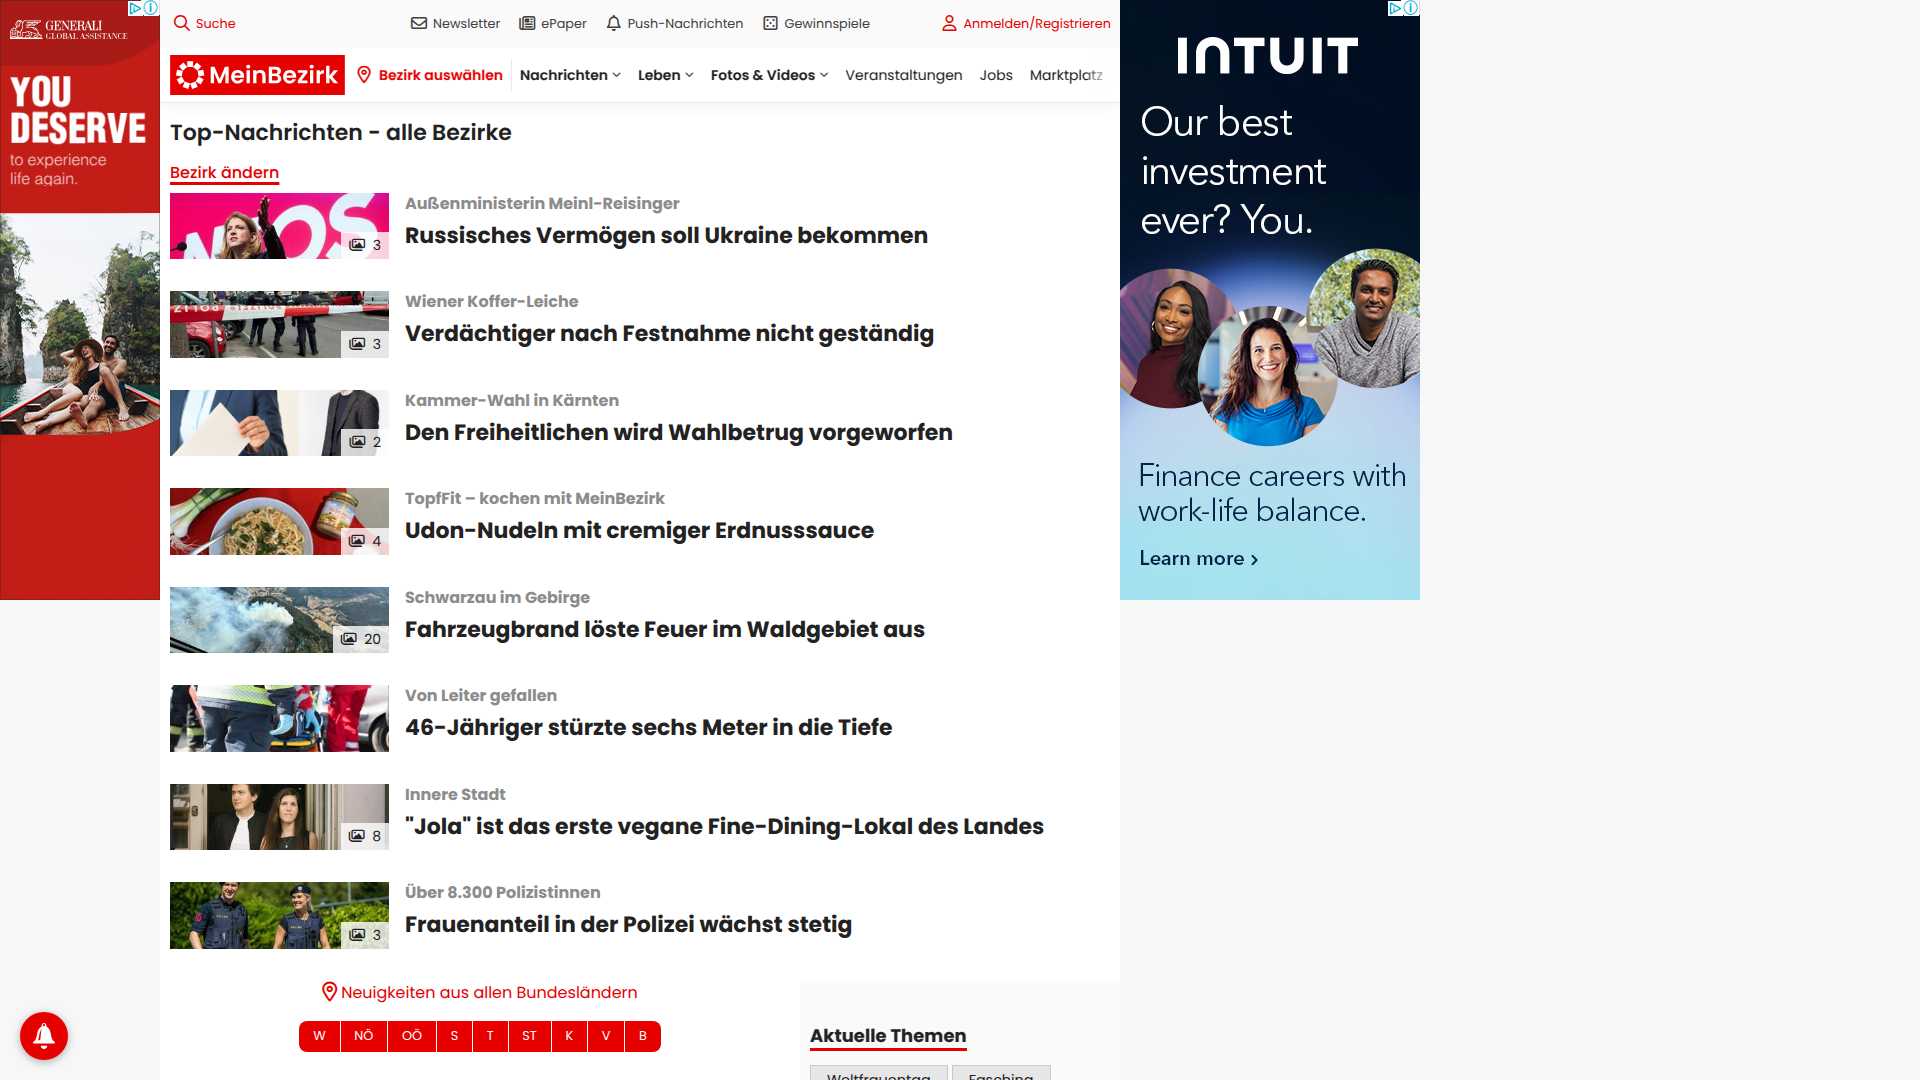 GENERALI
GLOBAL ASSISTANCE
YOU
DESERVE
to experience
life again.
Suche
Newsletter
ePaper
Push-Nachrichten
Gewinnspiele
Anmelden/Registrieren
MeinBezirk
Bezirk auswählen
Nachrichten
Leben
Fotos & Videos
Veranstaltungen
Jobs
Marktplatz
Top-Nachrichten - alle Bezirke
Bezirk ändern
3
Außenministerin Meinl-Reisinger
Russisches Vermögen soll Ukraine bekommen
3
Wiener Koffer-Leiche
Verdächtiger nach Festnahme nicht geständig
2
Kammer-Wahl in Kärnten
Den Freiheitlichen wird Wahlbetrug vorgeworfen
4
TopfFit – kochen mit MeinBezirk
Udon-Nudeln mit cremiger Erdnusssauce
20
Schwarzau im Gebirge
Fahrzeugbrand löste Feuer im Waldgebiet aus
Von Leiter gefallen
46-Jähriger stürzte sechs Meter in die Tiefe
8
Innere Stadt
"Jola" ist das erste vegane Fine-Dining-Lokal des Landes
3
Über 8.300 Polizistinnen
Frauenanteil in der Polizei wächst stetig
Neuigkeiten aus allen Bundesländern
W NÖ OÖ S T ST K V B
Aktuelle Themen
Weltfrauentag
Fasching
INTUIT
Our best
investment
ever? You.
Finance careers with
work-life balance.
Learn more ›